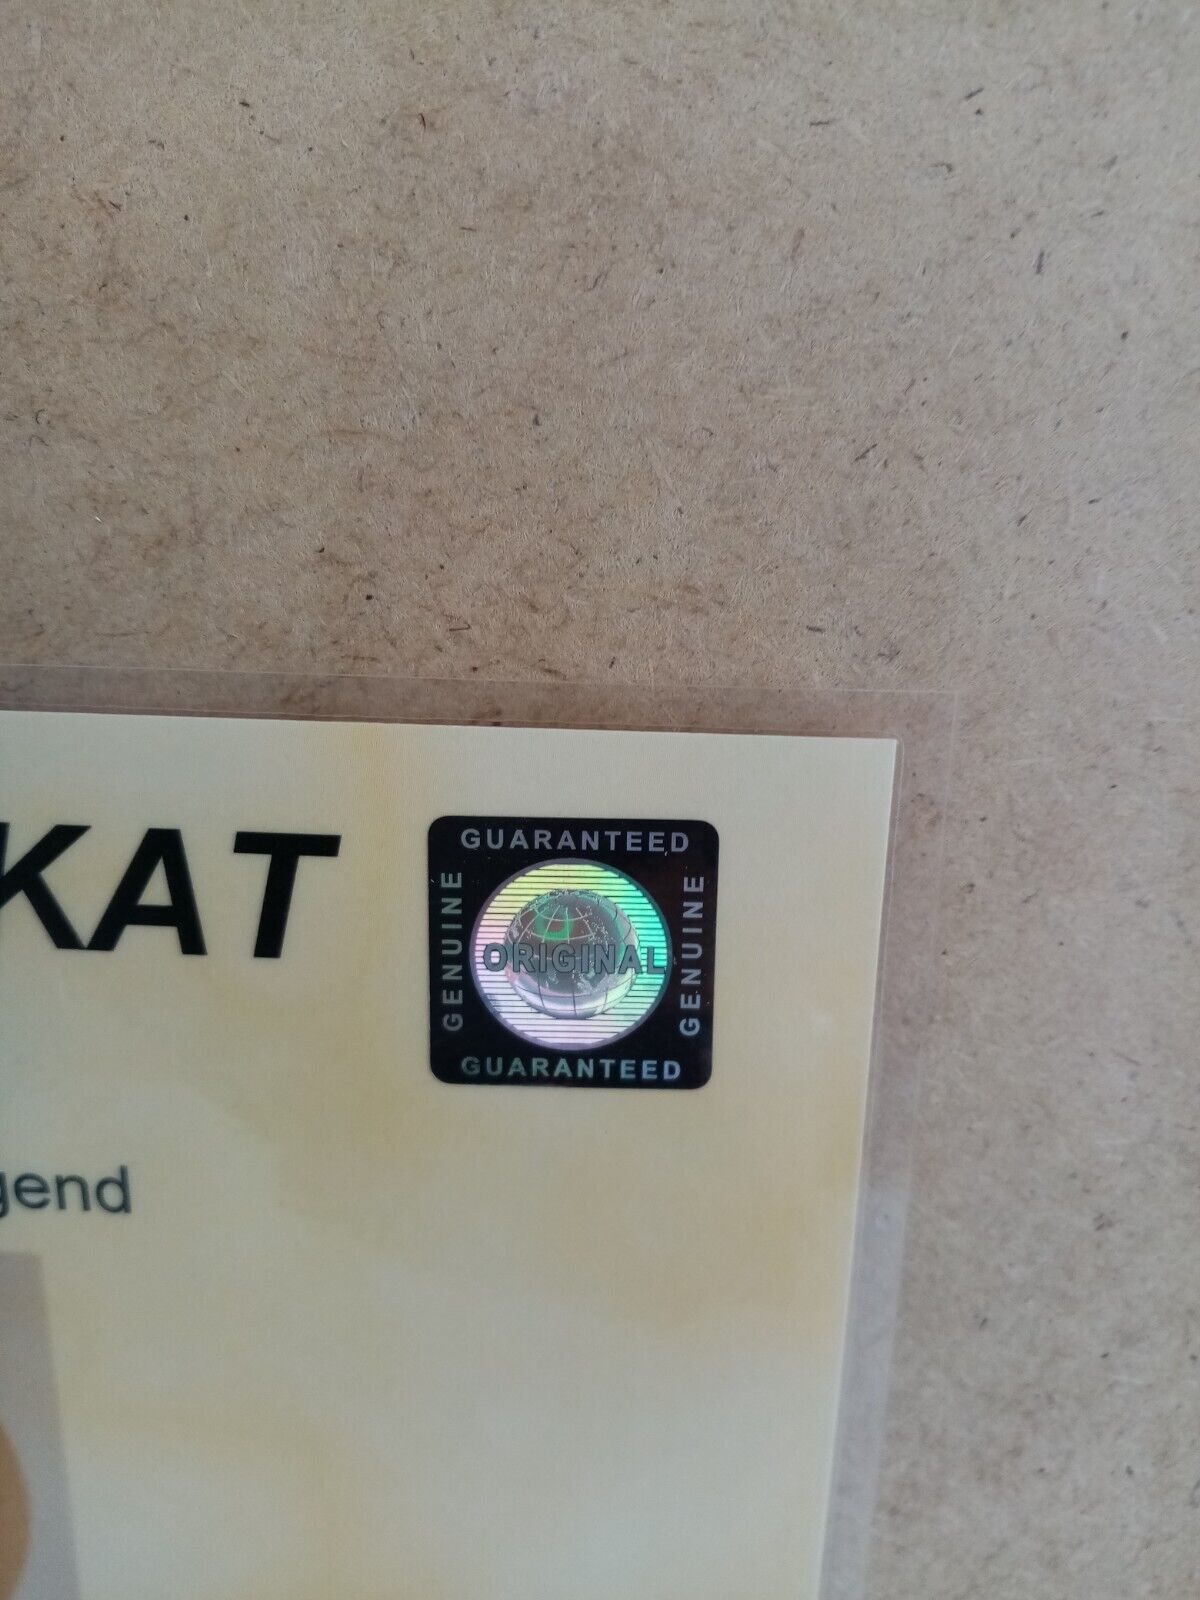 KAT
GUARANTEED
GENUINE
ORIGINAL
GENUINE
GUARANTEED
gend